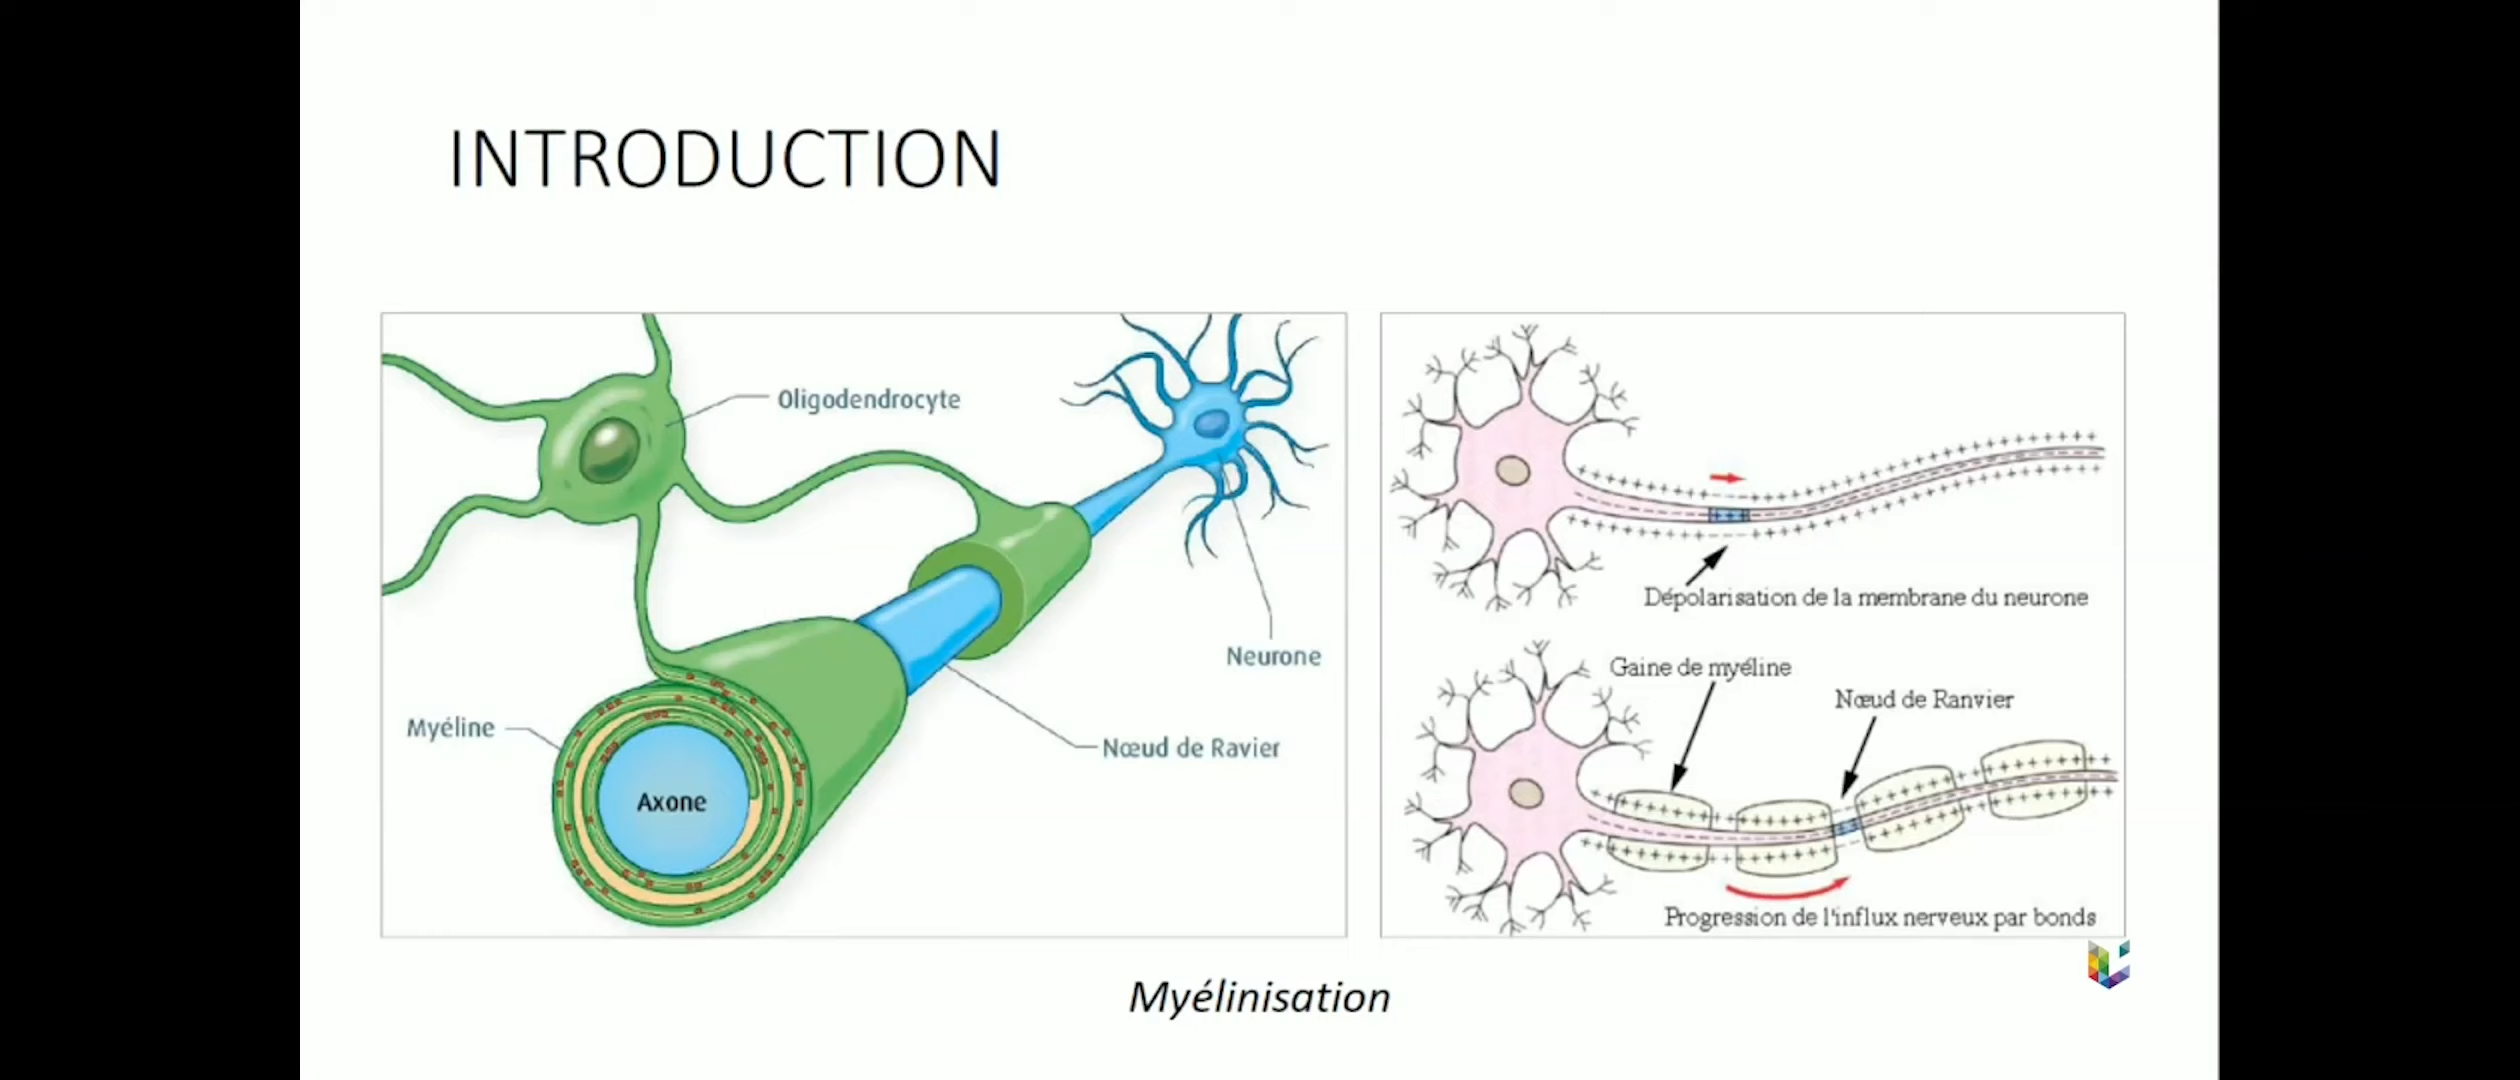 INTRODUCTION
Oligodendrocyte
Neurone
Myéline
Nœud de Ravier
Axone
Dépolarisation de la membrane du neurone
Gaine de myéline
Nœud de Ranvier
Progression de l'influx nerveux par bonds
Myélinisation